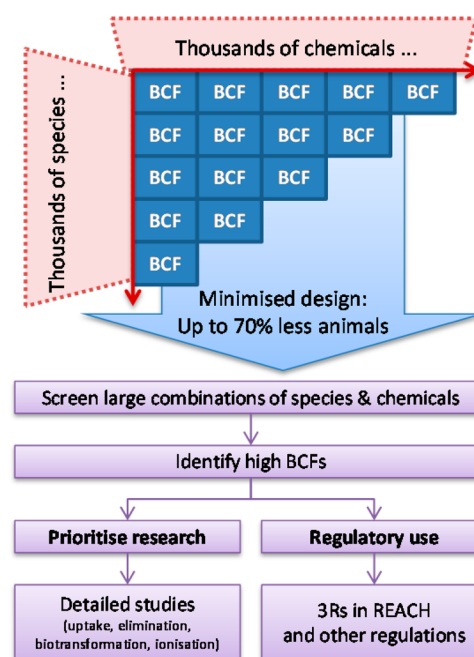 Thousands of chemicals ...
Thousands of species ...
BCF BCF BCF BCF BCF
BCF BCF BCF BCF
BCF BCF BCF
BCF BCF
BCF
Minimised design:
Up to 70% less animals
Screen large combinations of species & chemicals
Identify high BCFs
Prioritise research
Regulatory use
Detailed studies
(uptake, elimination,
biotransformation, ionisation)
3Rs in REACH
and other regulations